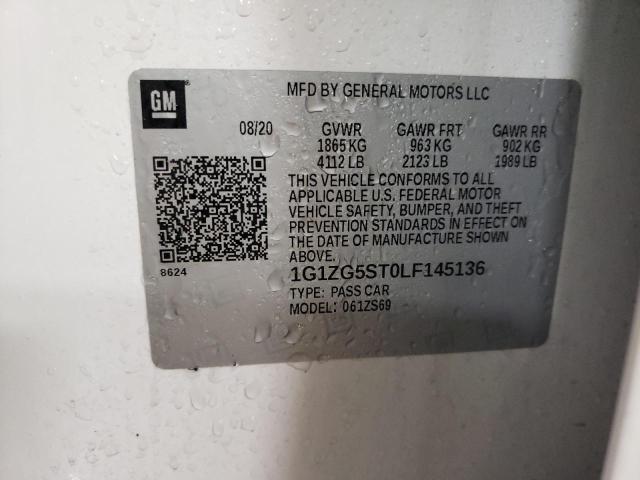 GM ®
MFD BY GENERAL MOTORS LLC
08/20 GVWR GAWR FRT GAWR RR
1865 KG 963 KG 902 KG
4112 LB 2123 LB 1989 LB
THIS VEHICLE CONFORMS TO ALL
APPLICABLE U.S. FEDERAL MOTOR
VEHICLE SAFETY, BUMPER, AND THEFT
PREVENTION STANDARDS IN EFFECT ON
THE DATE OF MANUFACTURE SHOWN
ABOVE.
8624
1G1ZG5ST0LF145136
TYPE: PASS CAR
MODEL: 061ZS69